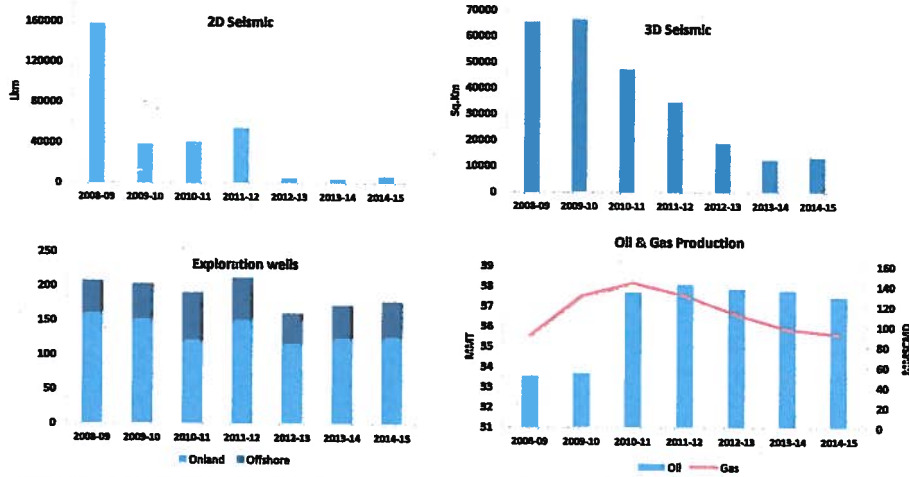 2D Seismic
Lkm
160000
120000
80000
40000
0
2008-09 2009-10 2010-11 2011-12 2012-13 2013-14 2014-15
3D Seismic
Sq.Km
70000
60000
50000
40000
30000
20000
10000
0
2008-09 2009-10 2010-11 2011-12 2012-13 2013-14 2014-15
Exploration wells
250
200
150
100
50
0
2008-09 2009-10 2010-11 2011-12 2012-13 2013-14 2014-15
Onland Offshore
Oil & Gas Production
MMT
39
38
37
36
35
34
33
32
31
160
140
120
100
80
60
40
20
0
MMSCMD
2008-09 2009-10 2010-11 2011-12 2012-13 2013-14 2014-15
Oil Gas